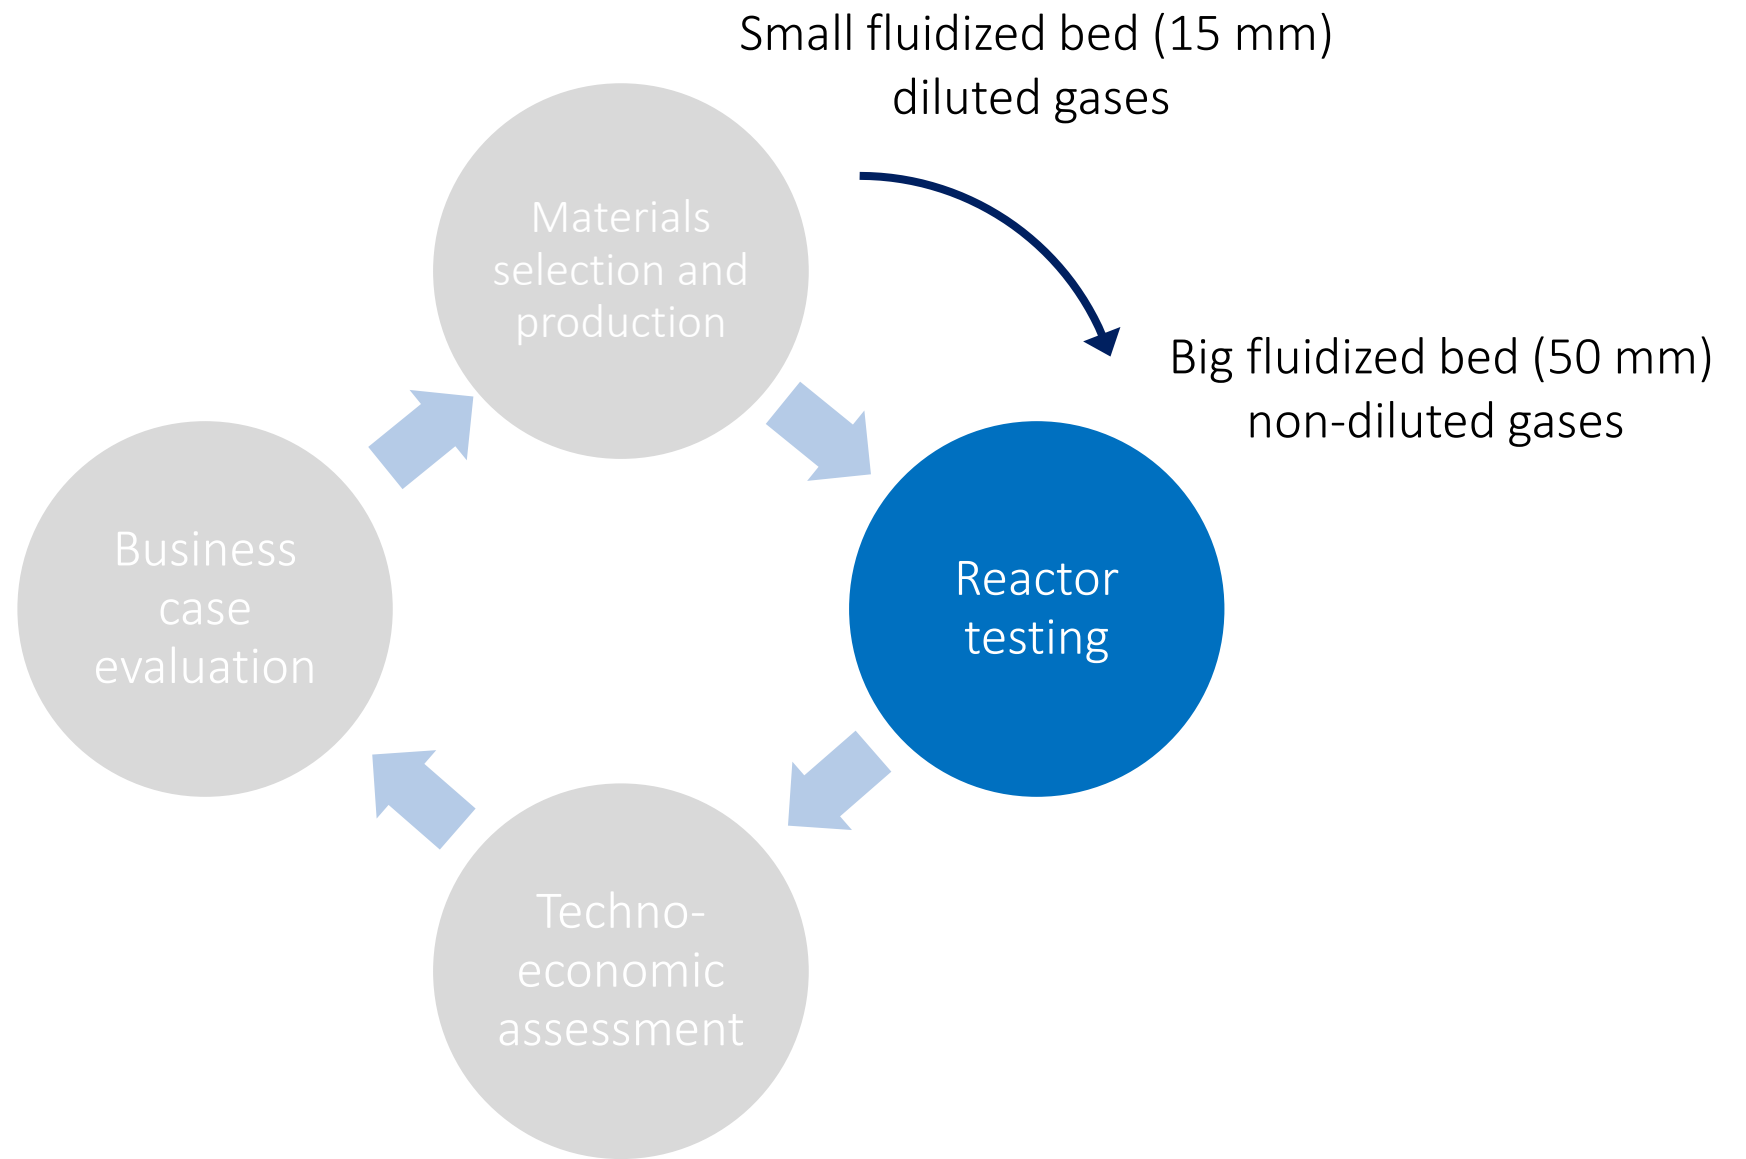 Small fluidized bed (15 mm)
diluted gases
Materials
selection and
production
Big fluidized bed (50 mm)
non-diluted gases
Business
case
evaluation
Reactor
testing
Techno-
economic
assessment